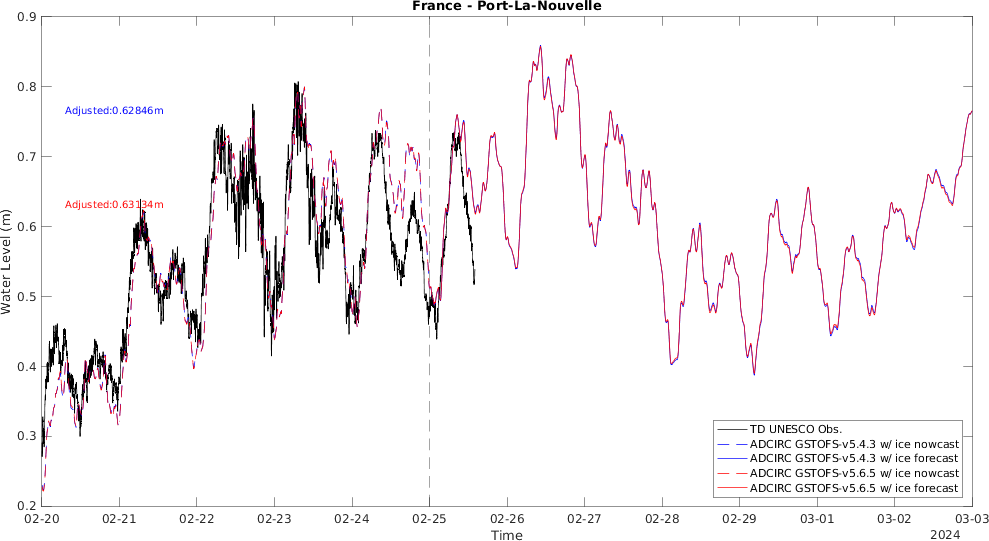 France - Port-La-Nouvelle
0.9
0.8
0.7
0.6
0.5
0.4
0.3
0.2
Water Level (m)
Adjusted:0.62846m
Adjusted:0.63134m
TD UNESCO Obs.
ADCIRC GSTOFS-v5.4.3 w/ ice nowcast
ADCIRC GSTOFS-v5.4.3 w/ ice forecast
ADCIRC GSTOFS-v5.6.5 w/ ice nowcast
ADCIRC GSTOFS-v5.6.5 w/ ice forecast
02-20 02-21 02-22 02-23 02-24 02-25 02-26 02-27 02-28 02-29 03-01 03-02 03-03
Time
2024